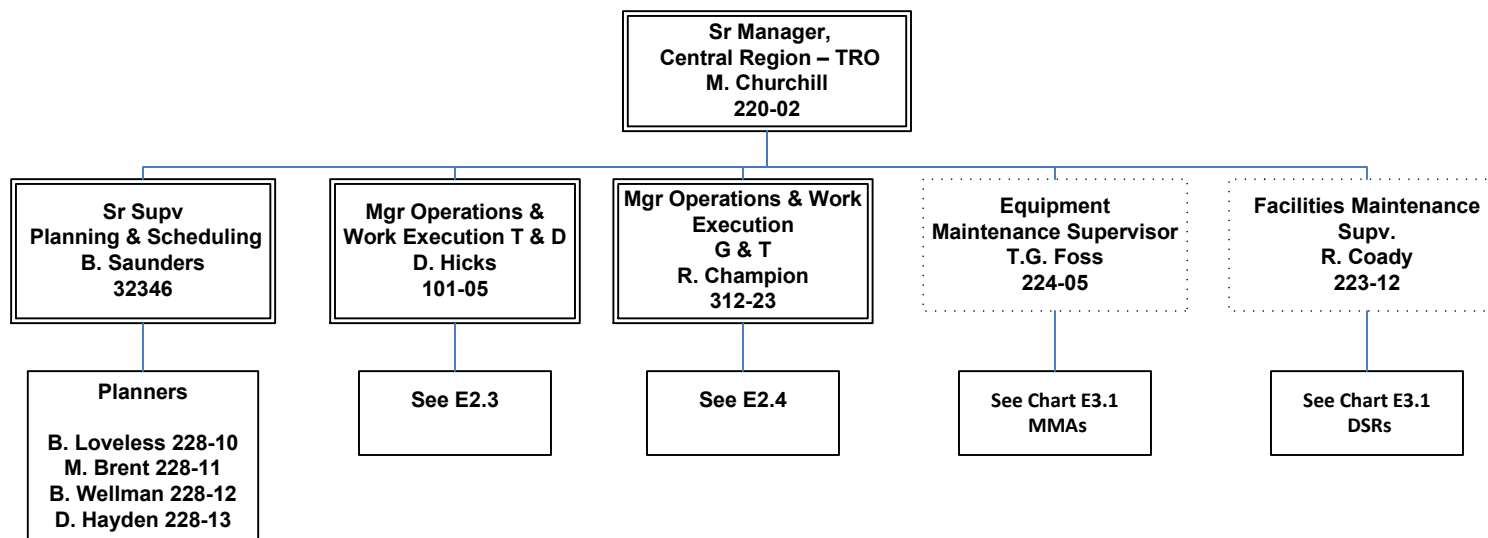 Sr Manager,
Central Region – TRO
M. Churchill
220-02
Sr Supv
Planning & Scheduling
B. Saunders
32346
Mgr Operations &
Work Execution T & D
D. Hicks
101-05
Mgr Operations & Work
Execution
G & T
R. Champion
312-23
Equipment
Maintenance Supervisor
T.G. Foss
224-05
Facilities Maintenance
Supv.
R. Coady
223-12
Planners
B. Loveless 228-10
M. Brent 228-11
B. Wellman 228-12
D. Hayden 228-13
See E2.3
See E2.4
See Chart E3.1
MMAs
See Chart E3.1
DSRs